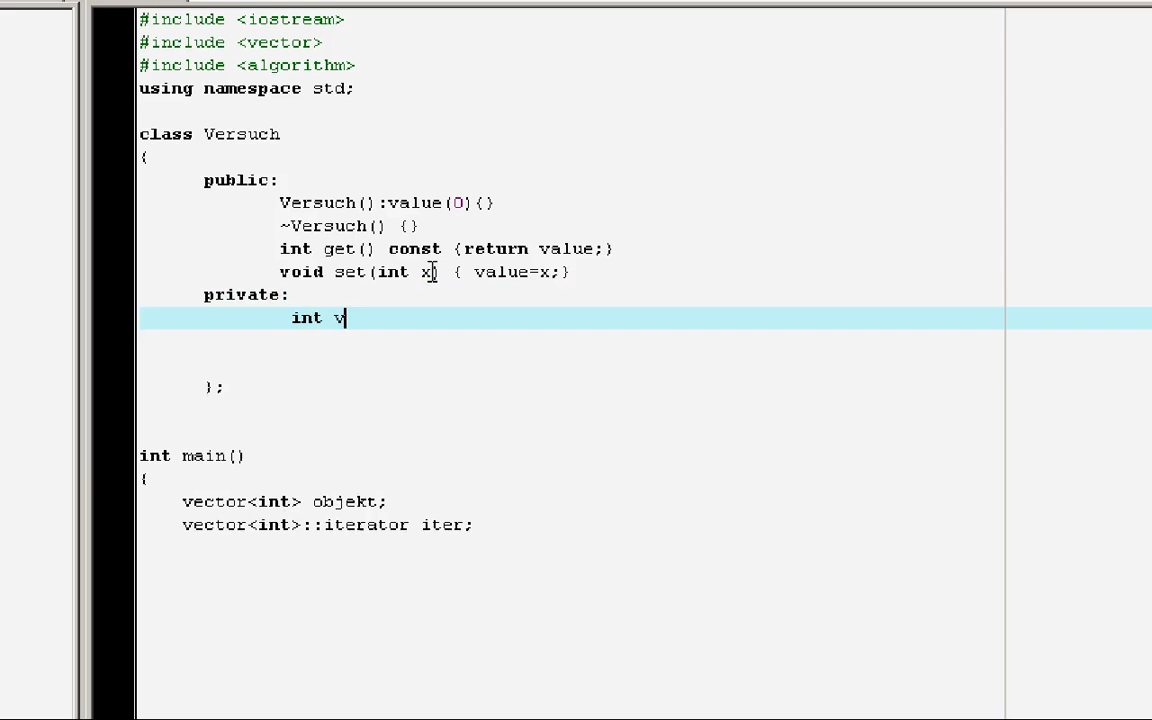 #include <iostream>
#include <vector>
#include <algorithm>
using namespace std;
class Versuch
{
public:
Versuch():value(0){}
~Versuch() {}
int get() const {return value;}
void set(int x) { value=x;}
private:
int v
};
int main()
{
vector<int> objekt;
vector<int>::iterator iter;